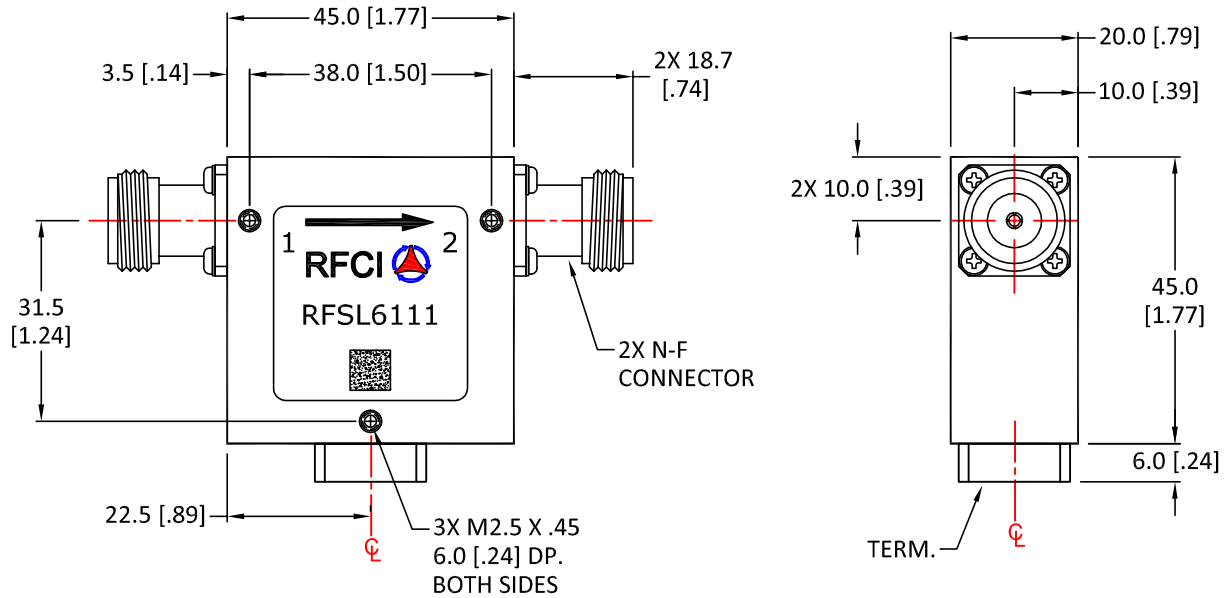 45.0 [1.77]
3.5 [.14]
38.0 [1.50]
2X 18.7
[.74]
1
2
RFCI
RFSL6111
31.5
[1.24]
2X N-F
CONNECTOR
22.5 [.89]
3X M2.5 X .45
6.0 [.24] DP.
BOTH SIDES
CL
20.0 [.79]
10.0 [.39]
2X 10.0 [.39]
45.0
[1.77]
6.0 [.24]
TERM.
CL